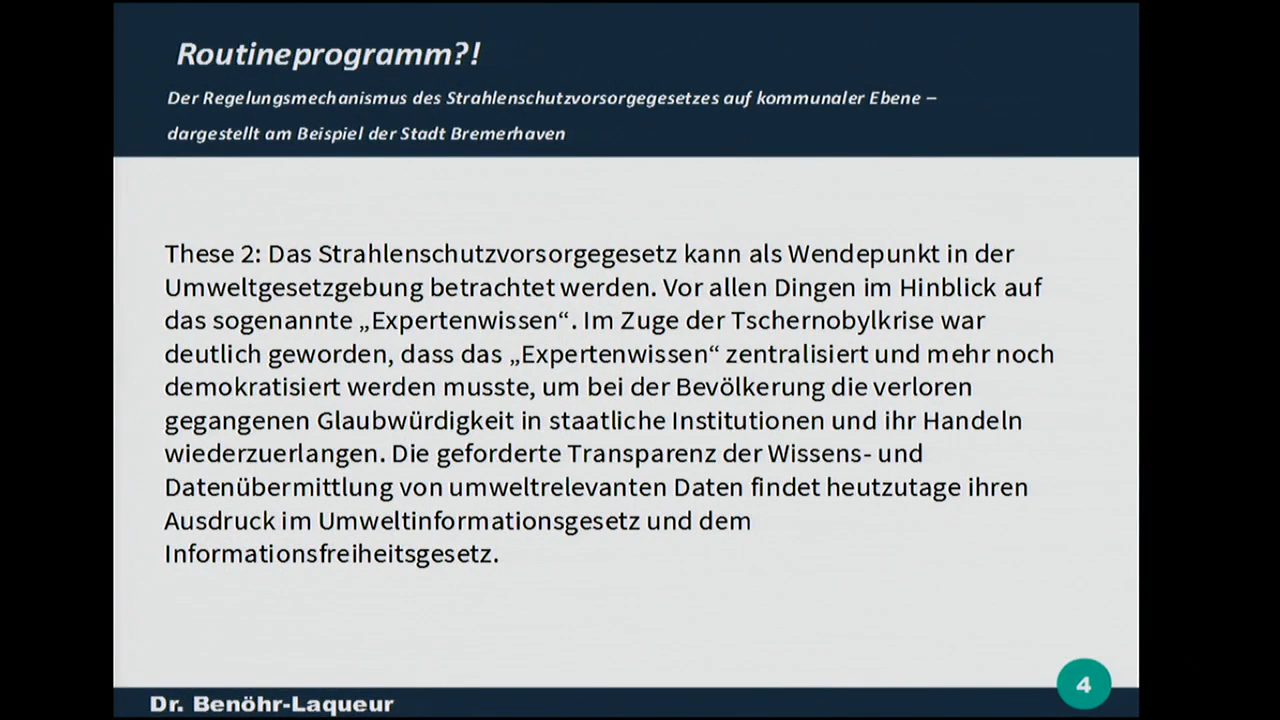 Routineprogramm?!
Der Regelungsmechanismus des Strahlenschutzvorsorgegesetzes auf kommunaler Ebene –
dargestellt am Beispiel der Stadt Bremerhaven
These 2: Das Strahlenschutzvorsorgegesetz kann als Wendepunkt in der
Umweltgesetzgebung betrachtet werden. Vor allen Dingen im Hinblick auf
das sogenannte „Expertenwissen“. Im Zuge der Tschernobylkrise war
deutlich geworden, dass das „Expertenwissen“ zentralisiert und mehr noch
demokratisiert werden musste, um bei der Bevölkerung die verloren
gegangenen Glaubwürdigkeit in staatliche Institutionen und ihr Handeln
wiederzuerlangen. Die geforderte Transparenz der Wissens- und
Datenübermittlung von umweltrelevanten Daten findet heutzutage ihren
Ausdruck im Umweltinformationsgesetz und dem
Informationsfreiheitsgesetz.
4
Dr. Benöhr-Laqueur